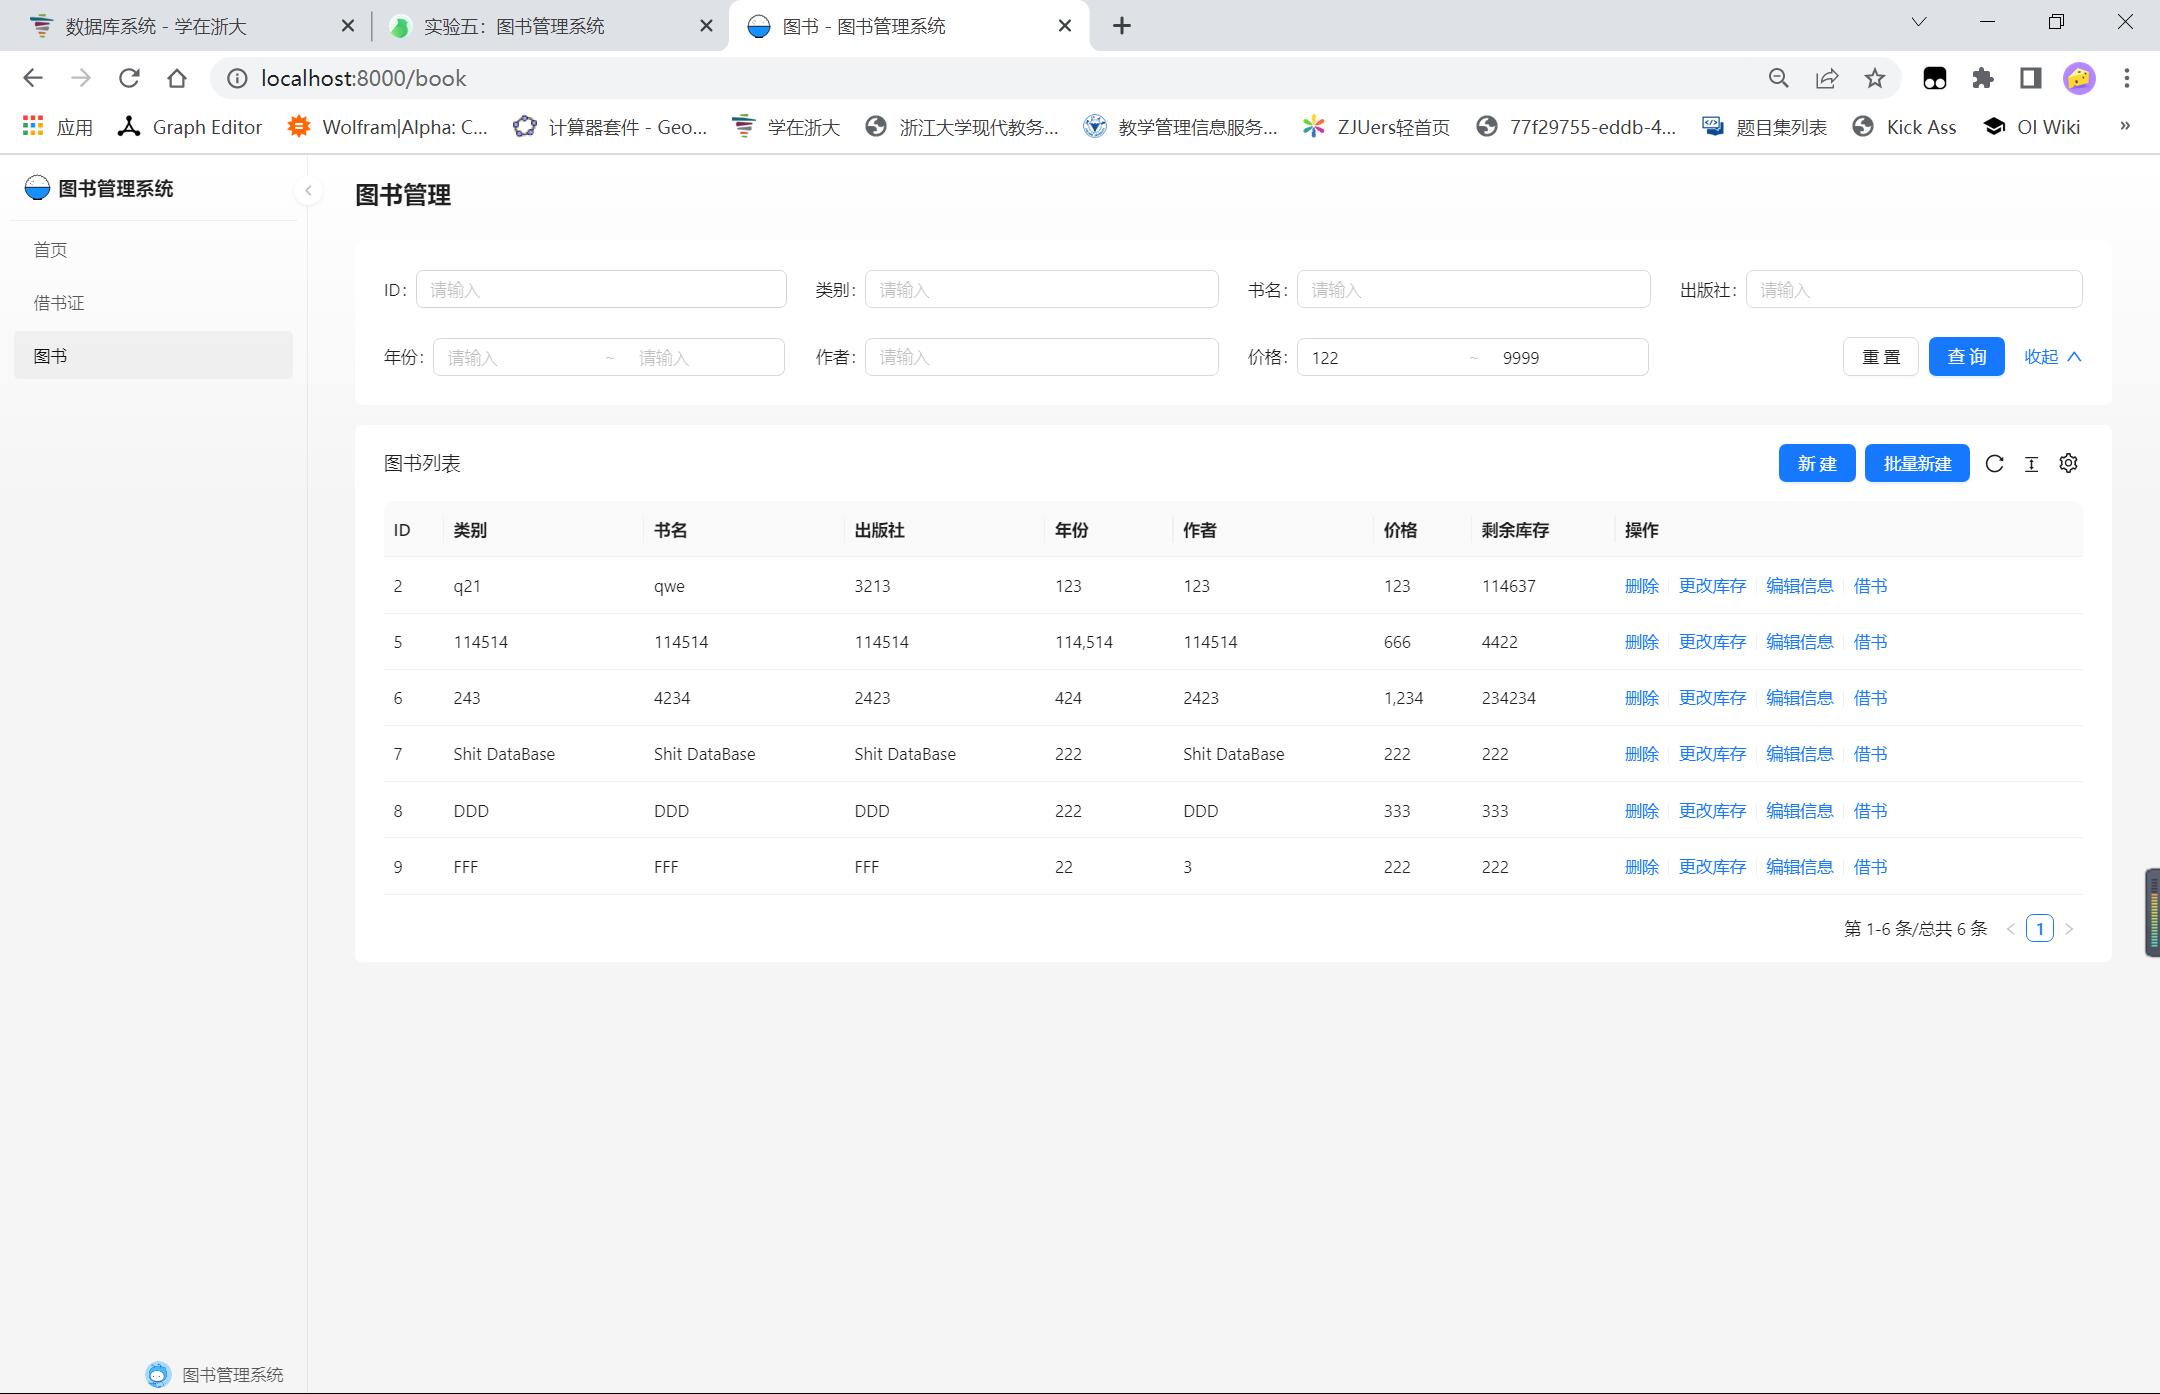 数据库系统 - 学在浙大
实验五：图书管理系统
图书 - 图书管理系统
localhost:8000/book
应用
Graph Editor
Wolfram|Alpha: C...
计算器套件 - Geo...
学在浙大
浙江大学现代教务...
教学管理信息服务...
ZJUers轻首页
77f29755-eddb-4...
题目集列表
Kick Ass
OI Wiki
»
图书管理系统
首页
借书证
图书
图书管理
ID: 请输入 类别: 请输入 书名: 请输入 出版社: 请输入
年份: 请输入 ~ 请输入 作者: 请输入 价格: 122 ~ 9999 重 置 查 询 收起
图书列表 新 建 批量新建
ID 类别 书名 出版社 年份 作者 价格 剩余库存 操作
2 q21 qwe 3213 123 123 123 114637 删除 更改库存 编辑信息 借书
5 114514 114514 114514 114,514 114514 666 4422 删除 更改库存 编辑信息 借书
6 243 4234 2423 424 2423 1,234 234234 删除 更改库存 编辑信息 借书
7 Shit DataBase Shit DataBase Shit DataBase 222 Shit DataBase 222 222 删除 更改库存 编辑信息 借书
8 DDD DDD DDD 222 DDD 333 333 删除 更改库存 编辑信息 借书
9 FFF FFF FFF 22 3 222 222 删除 更改库存 编辑信息 借书
第 1-6 条/总共 6 条 < 1 >
图书管理系统